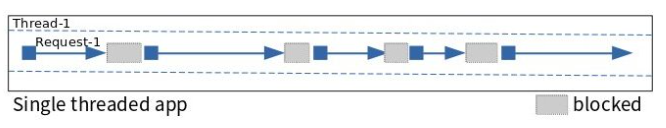 Thread-1
Request-1
Single threaded app
blocked